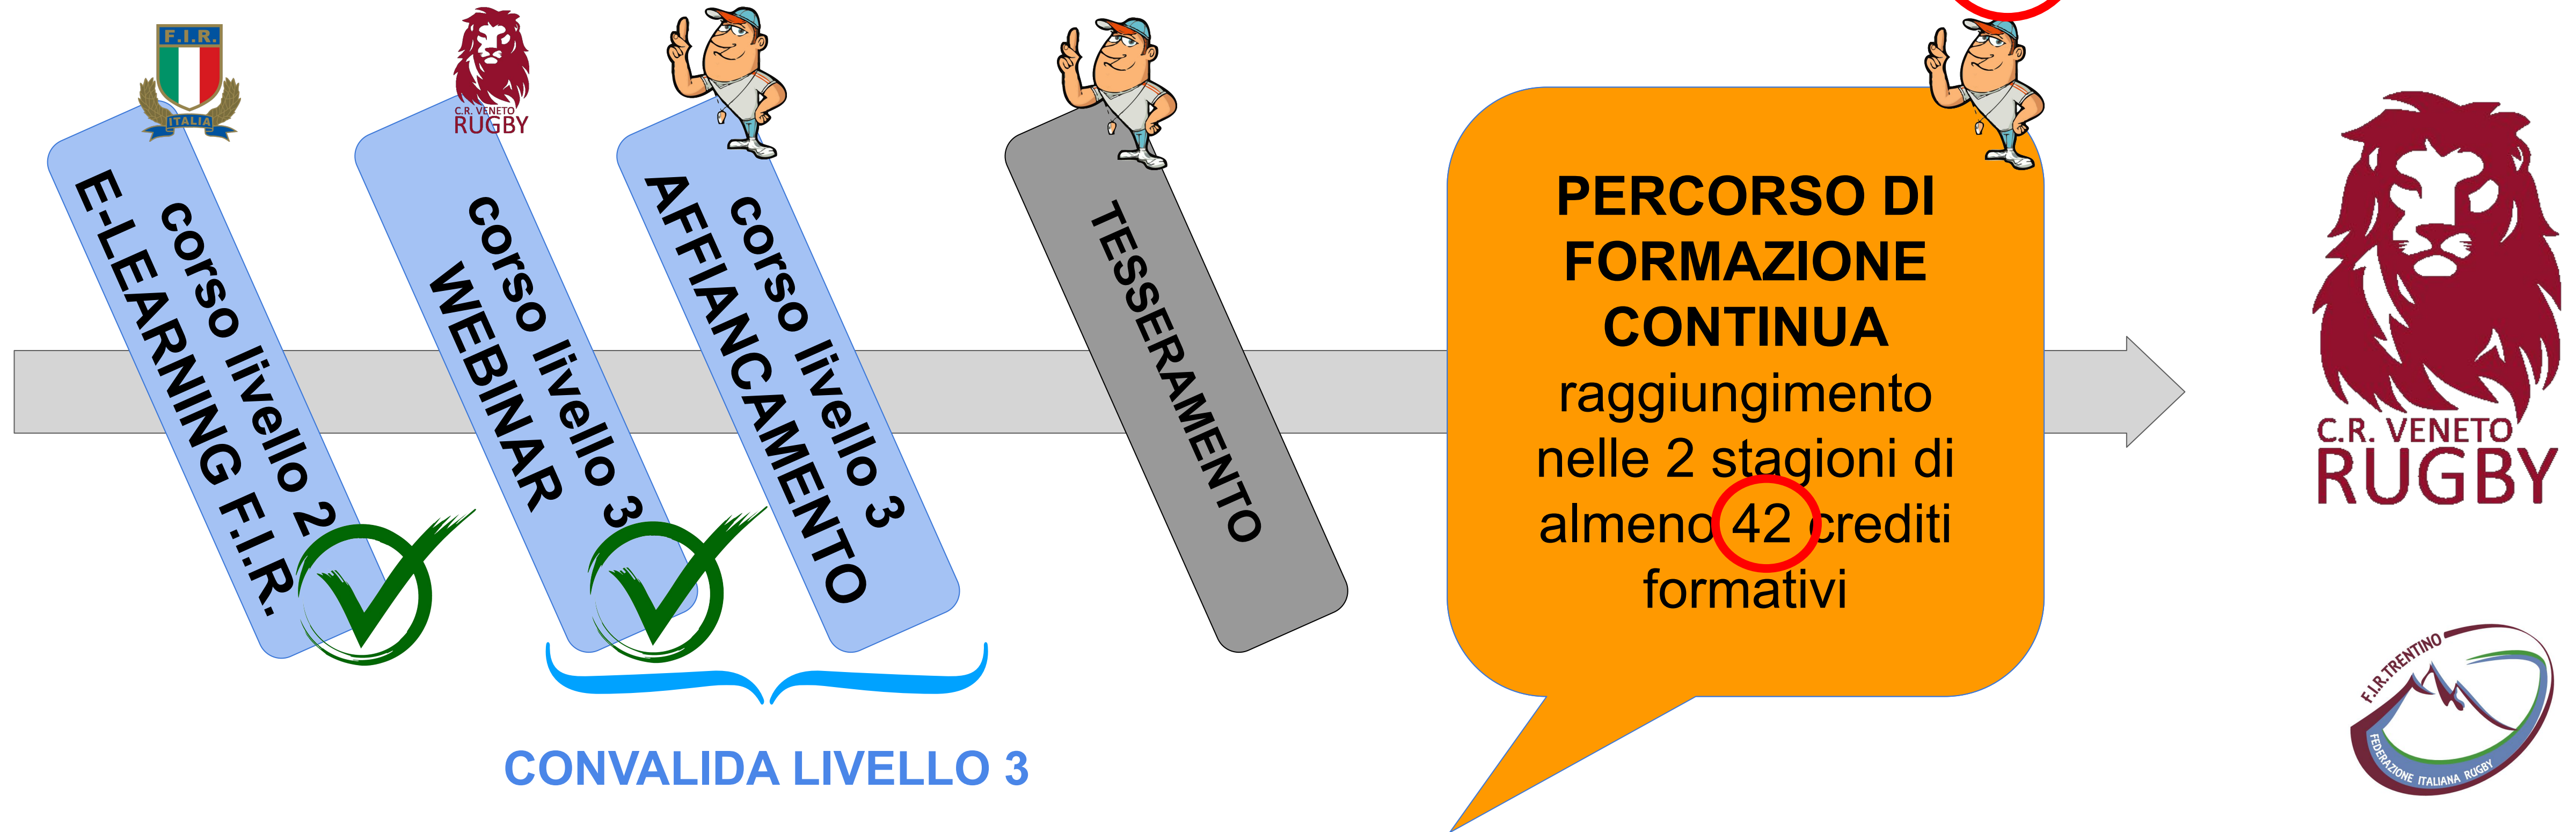 F.I.R.
ITALIA
corso livello 2
E-LEARNING F.I.R.
C.R. VENETO
RUGBY
corso livello 3
WEBINAR
corso livello 3
AFFIANCAMENTO
TESSERAMENTO
PERCORSO DI
FORMAZIONE
CONTINUA
raggiungimento
nelle 2 stagioni di
almeno 42 crediti
formativi
CONVALIDA LIVELLO 3
C.R. VENETO
RUGBY
F.I.R. TRENTINO
FEDERAZIONE ITALIANA RUGBY